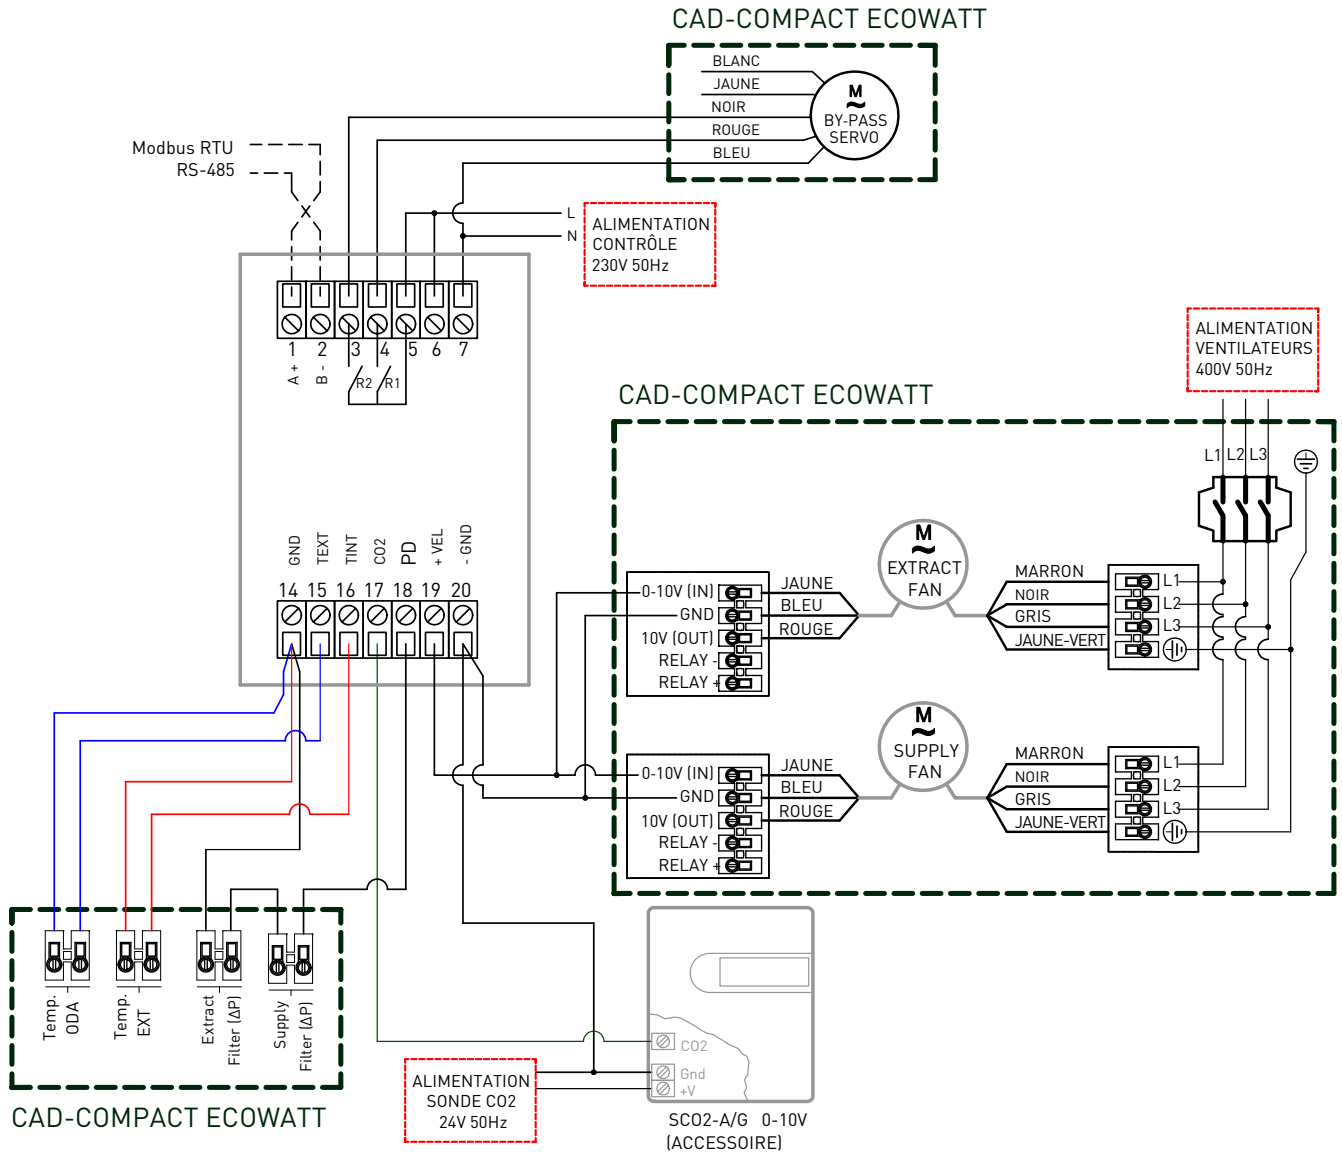 CAD-COMPACT ECOWATT
BLANC
JAUNE
NOIR
ROUGE
BLEU
M
~
BY-PASS
SERVO
Modbus RTU
RS-485
L
N
ALIMENTATION
CONTRÔLE
230V 50Hz
1 2 3 4 5 6 7
A +
B -
R2
R1
ALIMENTATION
VENTILATEURS
400V 50Hz
CAD-COMPACT ECOWATT
L1 L2 L3
GND
TEXT
TINT
CO2
PD
+ VEL
- GND
14 15 16 17 18 19 20
0-10V (IN)
GND
10V (OUT)
RELAY -
RELAY +
JAUNE
BLEU
ROUGE
M
~
EXTRACT
FAN
MARRON
NOIR
GRIS
JAUNE-VERT
L1
L2
L3
0-10V (IN)
GND
10V (OUT)
RELAY -
RELAY +
JAUNE
BLEU
ROUGE
M
~
SUPPLY
FAN
MARRON
NOIR
GRIS
JAUNE-VERT
L1
L2
L3
Temp.
ODA
Temp.
EXT
Extract
Filter (ΔP)
Supply
Filter (ΔP)
CAD-COMPACT ECOWATT
ALIMENTATION
SONDE CO2
24V 50Hz
CO2
Gnd
+V
SCO2-A/G 0-10V
(ACCESSOIRE)